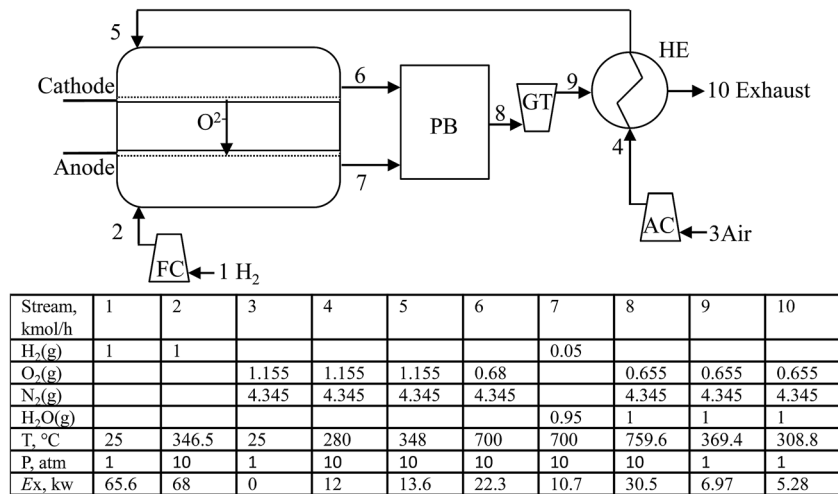 5
HE
Cathode
6
9
10 Exhaust
GT
O²⁻
PB
8
Anode
7
4
2
AC
3Air
FC
1 H₂
Stream, kmol/h 1 2 3 4 5 6 7 8 9 10
H₂(g) 1 1 0.05
O₂(g) 1.155 1.155 1.155 0.68 0.655 0.655 0.655
N₂(g) 4.345 4.345 4.345 4.345 4.345 4.345 4.345
H₂O(g) 0.95 1 1 1
T, °C 25 346.5 25 280 348 700 700 759.6 369.4 308.8
P, atm 1 10 1 10 10 10 10 10 1 1
Ex, kw 65.6 68 0 12 13.6 22.3 10.7 30.5 6.97 5.28